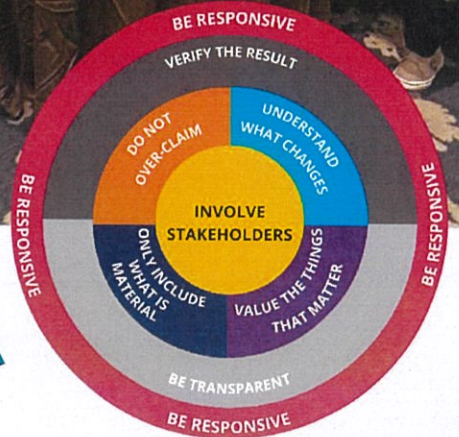 BE RESPONSIVE
VERIFY THE RESULT
DO NOT
OVER-CLAIM
UNDERSTAND
WHAT CHANGES
BE RESPONSIVE
INVOLVE
STAKEHOLDERS
BE RESPONSIVE
ONLY INCLUDE
WHAT IS
MATERIAL
VALUE THE THINGS
THAT MATTER
BE TRANSPARENT
BE RESPONSIVE